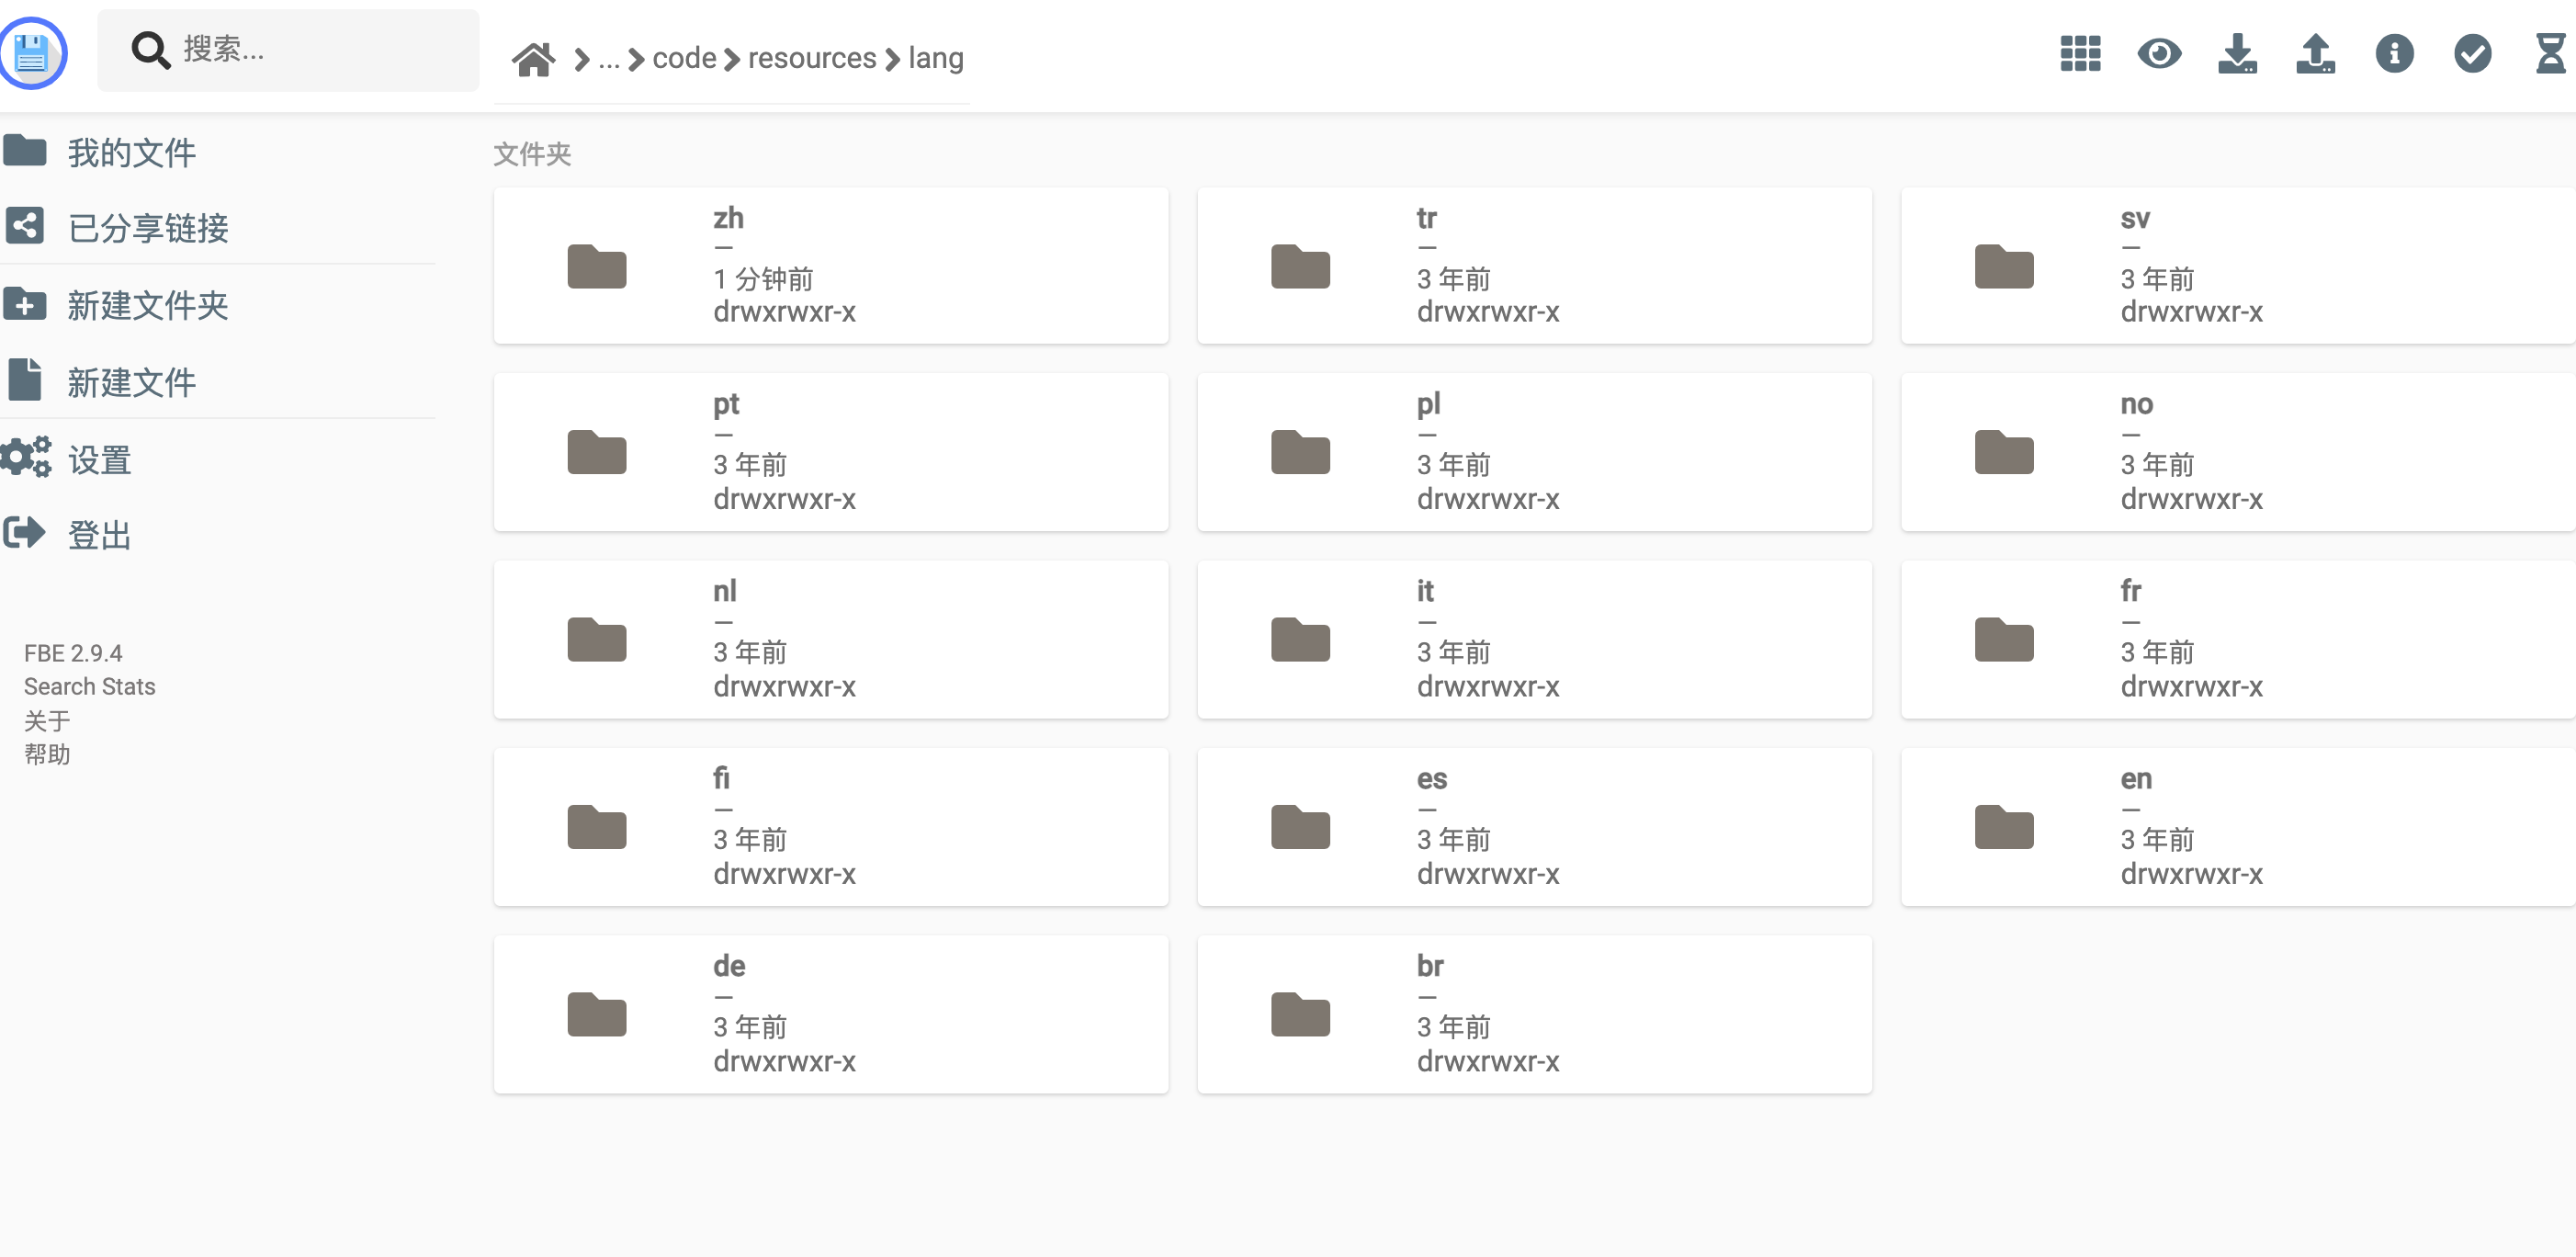 搜索...
... code resources lang
我的文件
已分享链接
新建文件夹
新建文件
设置
登出
FBE 2.9.4
Search Stats
关于
帮助
文件夹
zh
—
1 分钟前
drwxrwxr-x
tr
—
3 年前
drwxrwxr-x
sv
—
3 年前
drwxrwxr-x
pt
—
3 年前
drwxrwxr-x
pl
—
3 年前
drwxrwxr-x
no
—
3 年前
drwxrwxr-x
nl
—
3 年前
drwxrwxr-x
it
—
3 年前
drwxrwxr-x
fr
—
3 年前
drwxrwxr-x
fi
—
3 年前
drwxrwxr-x
es
—
3 年前
drwxrwxr-x
en
—
3 年前
drwxrwxr-x
de
—
3 年前
drwxrwxr-x
br
—
3 年前
drwxrwxr-x